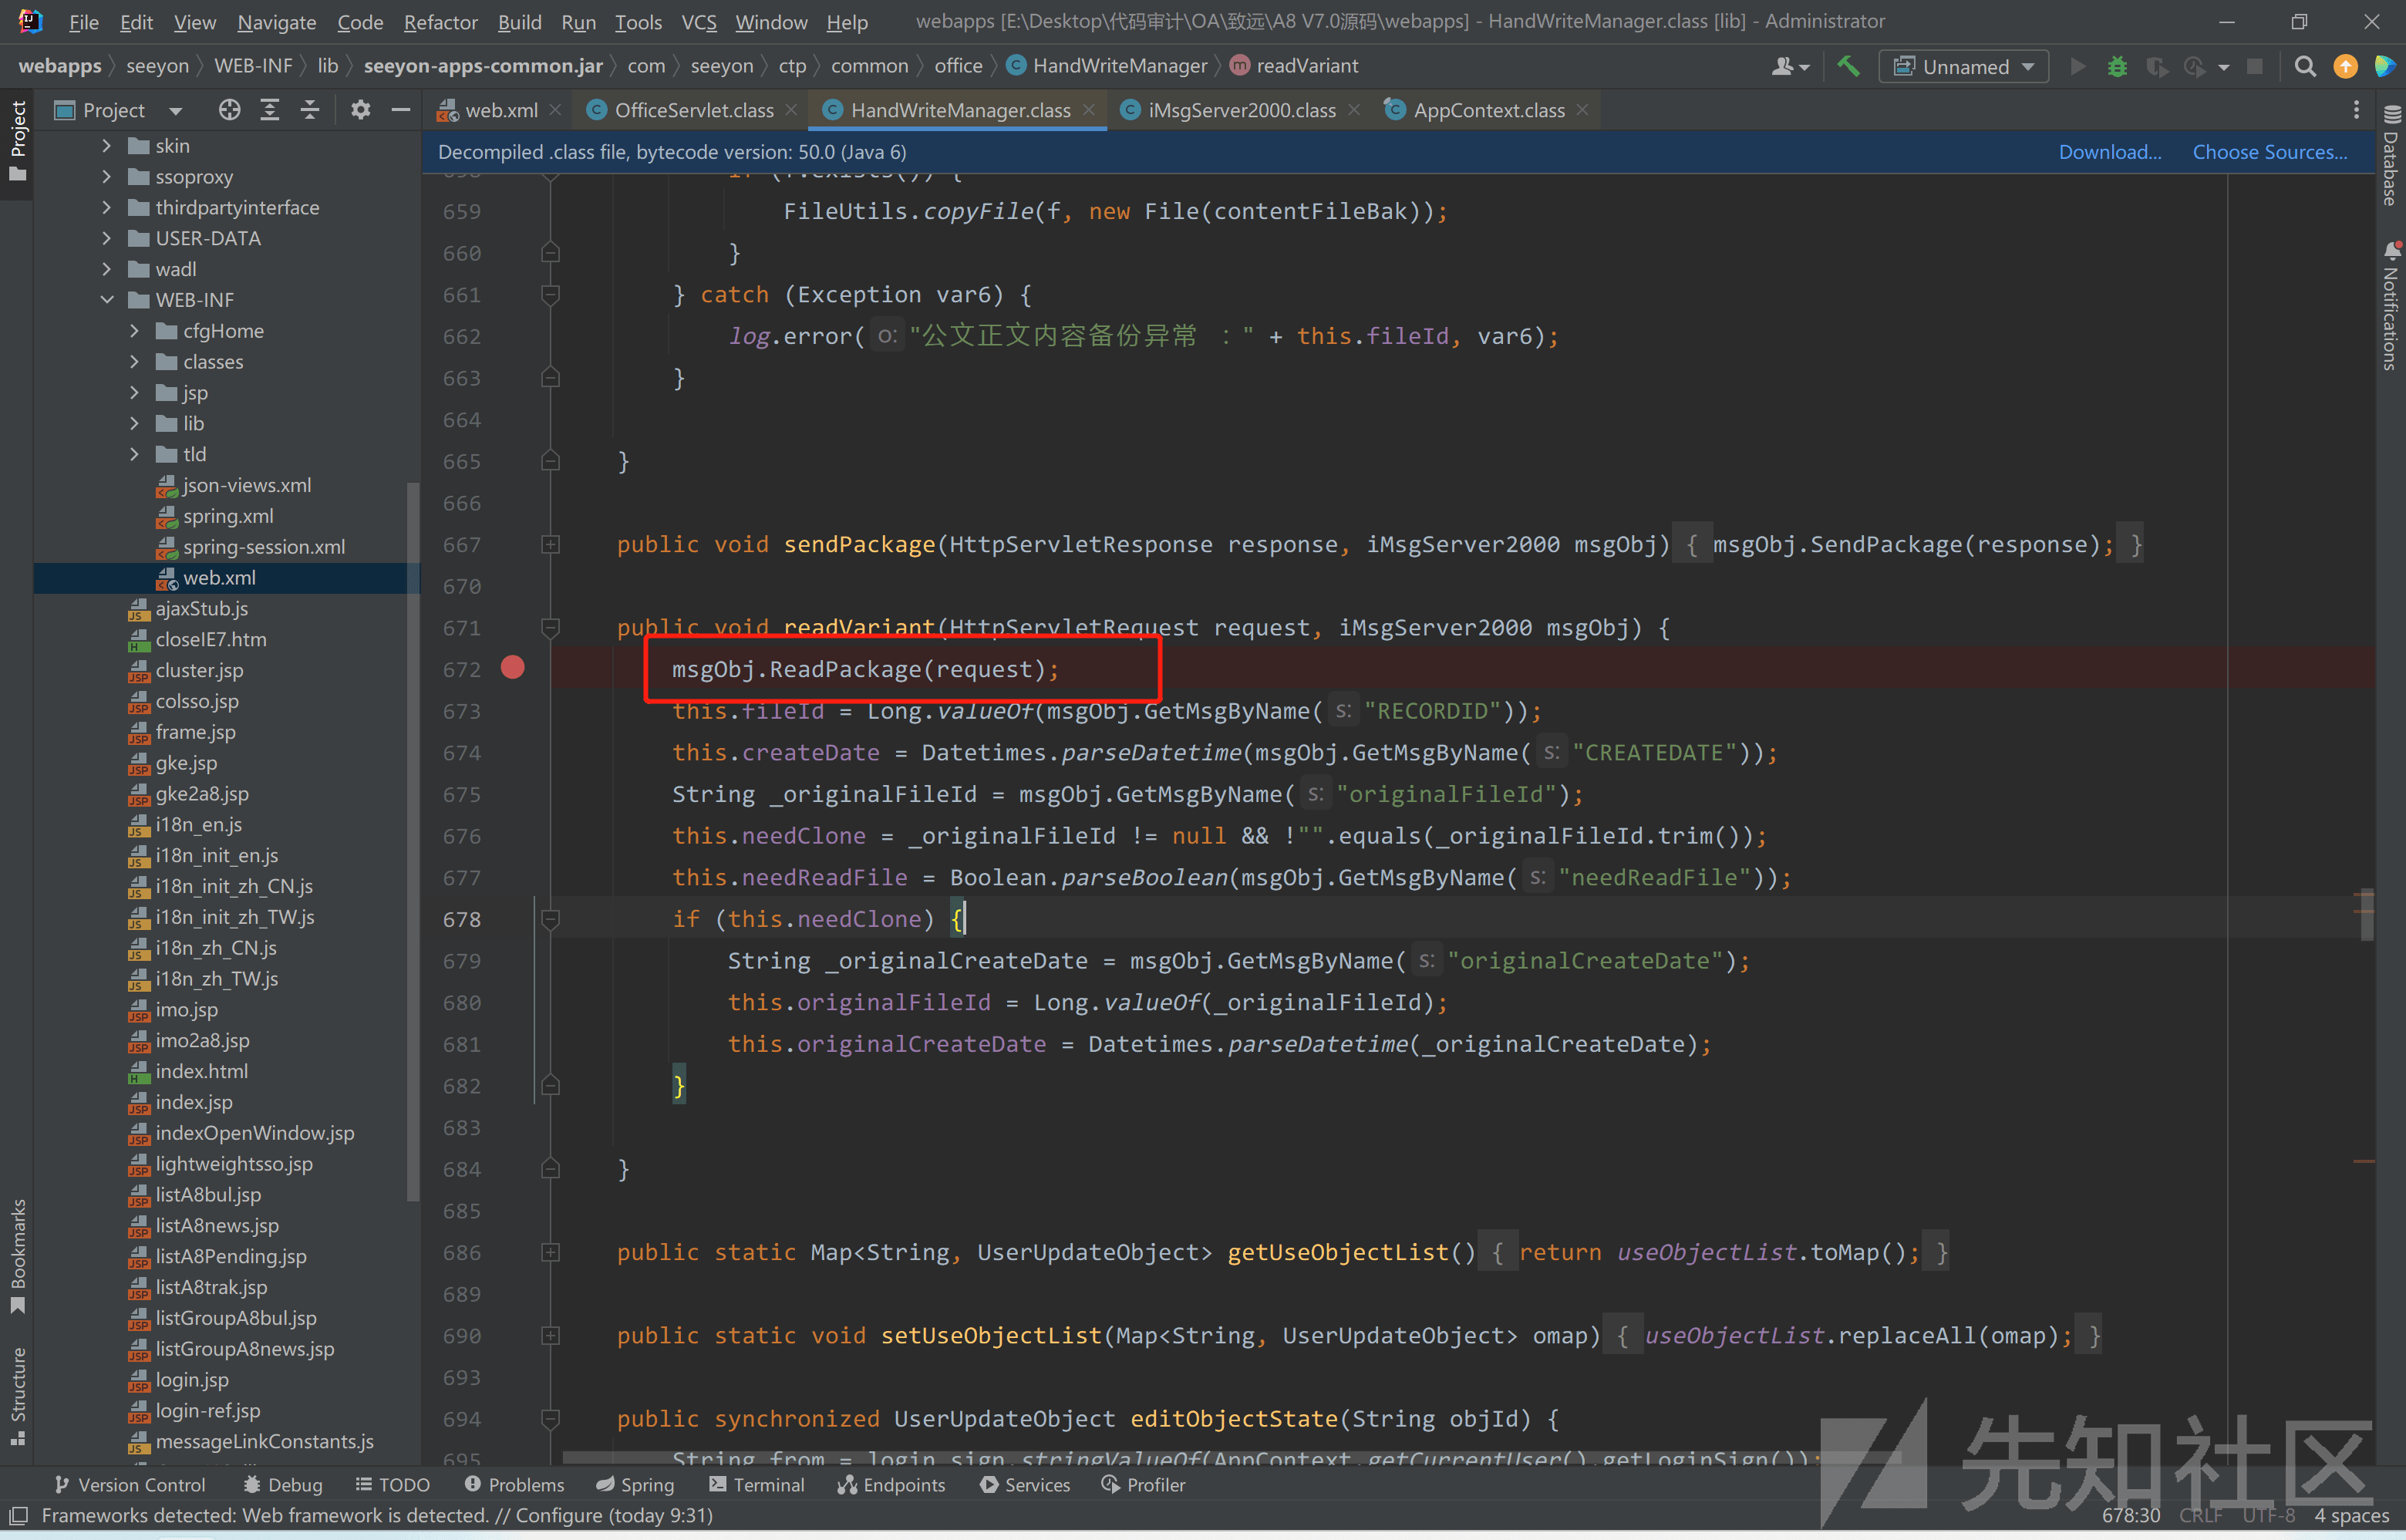 File Edit View Navigate Code Refactor Build Run Tools VCS Window Help webapps [E:\Desktop\代码审计\OA\致远\A8 V7.0源码\webapps] - HandWriteManager.class [lib] - Administrator
webapps seeyon WEB-INF lib seeyon-apps-common.jar com seeyon ctp common office HandWriteManager readVariant Unnamed
Project web.xml OfficeServlet.class HandWriteManager.class iMsgServer2000.class AppContext.class
Decompiled .class file, bytecode version: 50.0 (Java 6) Download... Choose Sources...
Project
Bookmarks
Structure
Database
Notifications
skin
ssoproxy
thirdpartyinterface
USER-DATA
wadl
WEB-INF
cfgHome
classes
jsp
lib
tld
json-views.xml
spring.xml
spring-session.xml
web.xml
ajaxStub.js
closeIE7.htm
cluster.jsp
colsso.jsp
frame.jsp
gke.jsp
gke2a8.jsp
i18n_en.js
i18n_init_en.js
i18n_init_zh_CN.js
i18n_init_zh_TW.js
i18n_zh_CN.js
i18n_zh_TW.js
imo.jsp
imo2a8.jsp
index.html
index.jsp
indexOpenWindow.jsp
lightweightsso.jsp
listA8bul.jsp
listA8news.jsp
listA8Pending.jsp
listA8trak.jsp
listGroupA8bul.jsp
listGroupA8news.jsp
login.jsp
login-ref.jsp
messageLinkConstants.js
658 if (f.exists()) {
659 FileUtils.copyFile(f, new File(contentFileBak));
660 }
661 } catch (Exception var6) {
662 log.error( o: "公文正文内容备份异常 :" + this.fileId, var6);
663 }
664
665 }
666
667 public void sendPackage(HttpServletResponse response, iMsgServer2000 msgObj) { msgObj.SendPackage(response); }
670
671 public void readVariant(HttpServletRequest request, iMsgServer2000 msgObj) {
672 msgObj.ReadPackage(request);
673 this.fileId = Long.valueOf(msgObj.GetMsgByName( s: "RECORDID"));
674 this.createDate = Datetimes.parseDatetime(msgObj.GetMsgByName( s: "CREATEDATE"));
675 String _originalFileId = msgObj.GetMsgByName( s: "originalFileId");
676 this.needClone = _originalFileId != null && !"".equals(_originalFileId.trim());
677 this.needReadFile = Boolean.parseBoolean(msgObj.GetMsgByName( s: "needReadFile"));
678 if (this.needClone) {
679 String _originalCreateDate = msgObj.GetMsgByName( s: "originalCreateDate");
680 this.originalFileId = Long.valueOf(_originalFileId);
681 this.originalCreateDate = Datetimes.parseDatetime(_originalCreateDate);
682 }
683
684 }
685
686 public static Map<String, UserUpdateObject> getUseObjectList() { return useObjectList.toMap(); }
689
690 public static void setUseObjectList(Map<String, UserUpdateObject> omap) { useObjectList.replaceAll(omap); }
693
694 public synchronized UserUpdateObject editObjectState(String objId) {
695 String from = login_sign.stringValueOf(AppContext.getCurrentUser().getLoginSign());
先知社区
Version Control Debug TODO Problems Spring Terminal Endpoints Services Profiler
Frameworks detected: Web framework is detected. // Configure (today 9:31) 678:30 CRLF UTF-8 4 spaces